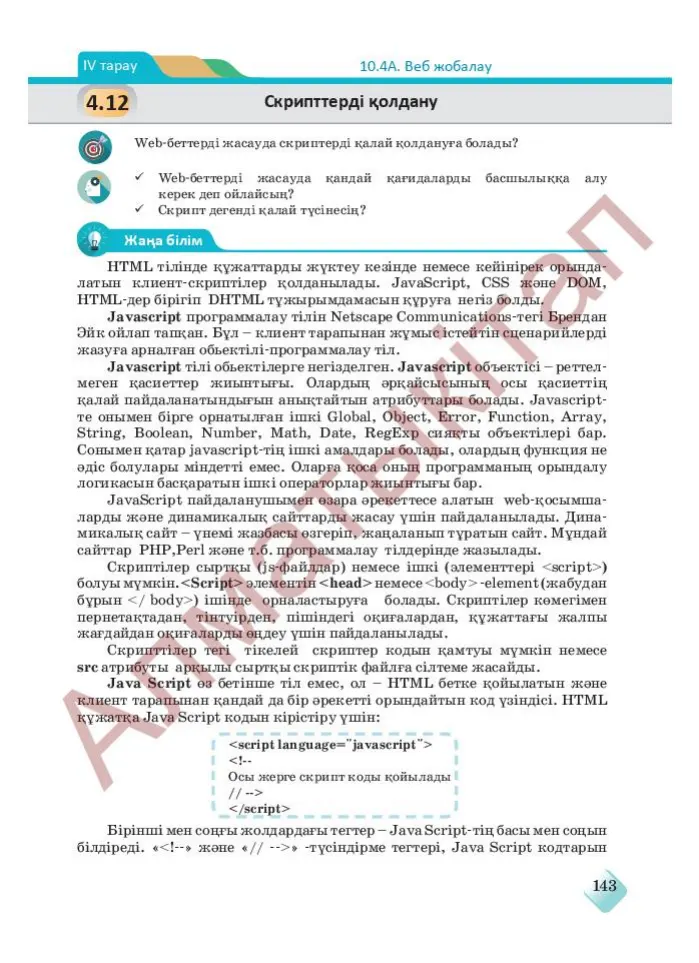 IV тарау
10.4А. Веб жобалау
4.12
Скрипттерді қолдану
Web-беттерді жасауда скриптерді қалай қолдануға болады?
✓ Web-беттерді жасауда қандай қағидаларды басшылыққа алу
керек деп ойлайсың?
✓ Скрипт дегенді қалай түсінесің?
Жаңа білім
HTML тілінде құжаттарды жүктеу кезінде немесе кейінірек орында-
латын клиент-скриптілер қолданылады. JavaScript, CSS және DOM,
HTML-дер бірігіп DHTML тұжырымдамасын құруға негіз болды.
Javascript программалау тілін Netscape Communications-тегі Брендан
Эйк ойлап тапқан. Бұл – клиент тарапынан жұмыс істейтін сценарийлерді
жазуға арналған обьектілі-программалау тіл.
Javascript тілі обьектілерге негізделген. Javascript объектісі – реттел-
меген қасиеттер жиынтығы. Олардың әрқайсысының осы қасиеттің
қалай пайдаланатындығын анықтайтын атрибуттары болады. Javascript-
те онымен бірге орнатылған ішкі Global, Object, Error, Function, Array,
String, Boolean, Number, Math, Date, RegExp сияқты объектілері бар.
Сонымен қатар javascript-тің ішкі амалдары болады, олардың функция не
әдіс болулары міндетті емес. Оларға қоса оның программаның орындалу
логикасын басқаратын ішкі операторлар жиынтығы бар.
JavaScript пайдаланушымен өзара әрекеттесе алатын web-қосымша-
ларды және динамикалық сайттарды жасау үшін пайдаланылады. Дина-
микалық сайт – үнемі жазбасы өзгеріп, жаңаланып тұратын сайт. Мұндай
сайттар PHP,Perl және т.б. программалау тілдерінде жазылады.
Скриптілер сыртқы (js-файлдар) немесе ішкі (элементтері <script>)
болуы мүмкін. <Script> элементін <head> немесе <body> -element (жабудан
бұрын </ body>) ішінде орналастыруға болады. Скриптілер көмегімен
пернетақтадан, тінтуірден, пішіндегі оқиғалардан, құжаттағы жалпы
жағдайдан оқиғаларды өңдеу үшін пайдаланылады.
Скрипттілер тегі тікелей скриптер кодын қамтуы мүмкін немесе
src атрибуты арқылы сыртқы скриптік файлға сілтеме жасайды.
Java Script өз бетінше тіл емес, ол – HTML бетке қойылатын және
клиент тарапынан қандай да бір әрекетті орындайтын код үзіндісі. HTML
құжатқа Java Script кодын кірістіру үшін:
<script language="javascript">
<!--
Осы жерге скрипт коды қойылады
// -->
</script>
Бірінші мен соңғы жолдардағы тегтер – Java Script-тің басы мен соңын
білдіреді. «<!--» және «// -->» -түсіндірме тегтері, Java Script кодтарын
143
Алматыкітап